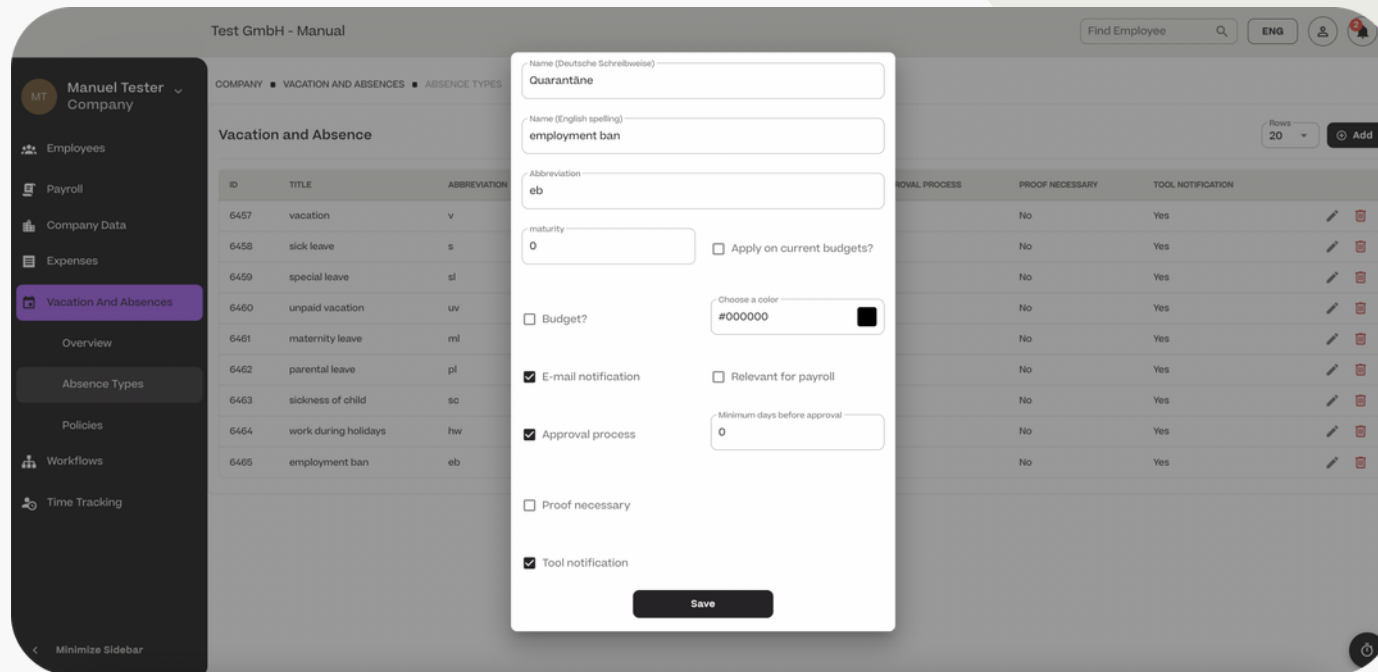 Test GmbH - Manual
Find Employee
ENG
2
MT
Manuel Tester
Company
Employees
Payroll
Company Data
Expenses
Vacation And Absences
Overview
Absence Types
Policies
Workflows
Time Tracking
Minimize Sidebar
COMPANY ■ VACATION AND ABSENCES ■ ABSENCE TYPES
Vacation and Absence
Rows
20
Add
ID TITLE ABBREVIATION PROOF NECESSARY TOOL NOTIFICATION
6457 vacation v No Yes
6458 sick leave s No Yes
6459 special leave sl No Yes
6460 unpaid vacation uv No Yes
6461 maternity leave ml No Yes
6462 parental leave pl No Yes
6463 sickness of child sc No Yes
6464 work during holidays hw No Yes
6465 employment ban eb No Yes
Name (Deutsche Schreibweise)
Quarantäne
Name (English spelling)
employment ban
Abbreviation
eb
maturity
0
Apply on current budgets?
Budget?
Choose a color
#000000
E-mail notification
Relevant for payroll
Approval process
Minimum days before approval
0
Proof necessary
Tool notification
Save